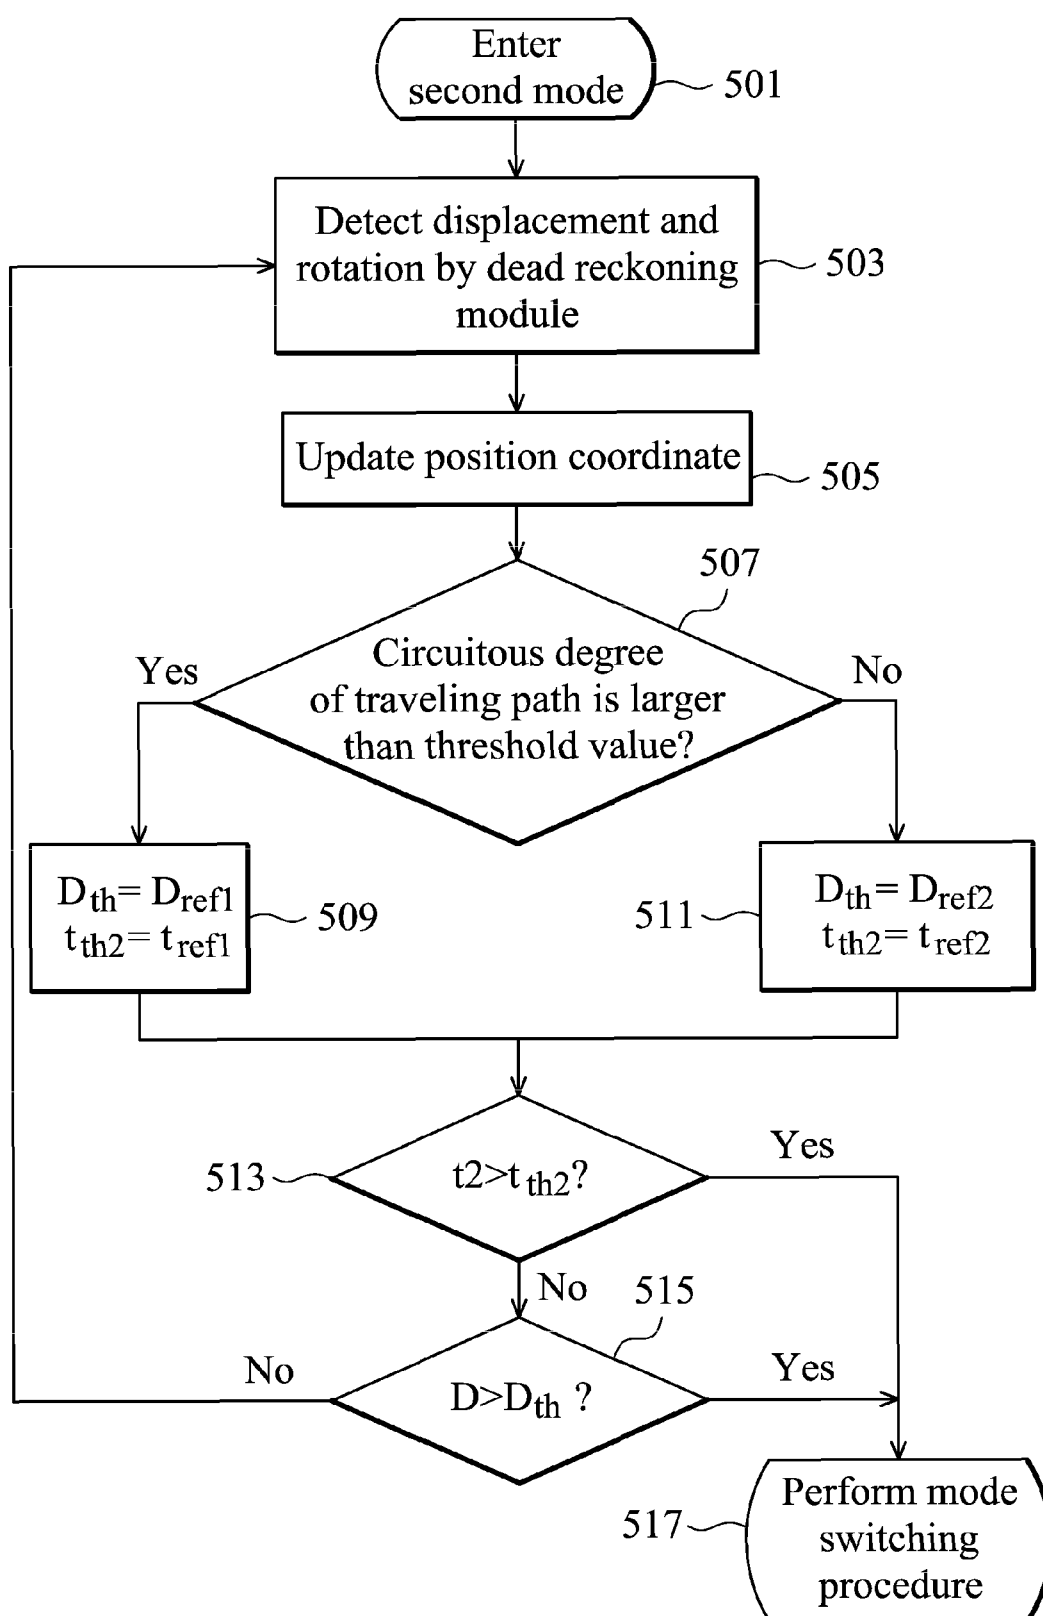 Enter
second mode
501
Detect displacement and
rotation by dead reckoning
module
503
Update position coordinate
505
507
Circuitous degree
of traveling path is larger
than threshold value?
Yes
No
Dth= Dref1
tth2= tref1
509
511
Dth= Dref2
tth2= tref2
513
t2>tth2?
Yes
No
515
D>Dth ?
No
Yes
517
Perform mode
switching
procedure